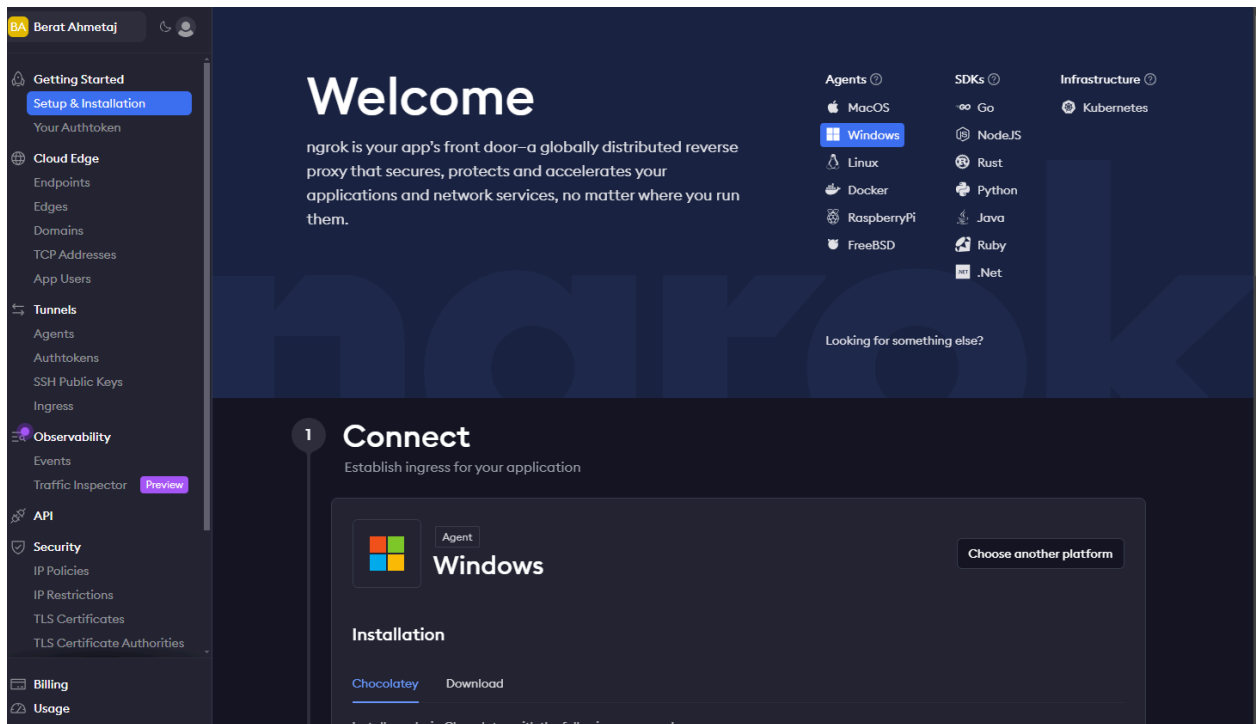 BA Berat Ahmetaj
Getting Started
Setup & Installation
Your Authtoken
Cloud Edge
Endpoints
Edges
Domains
TCP Addresses
App Users
Tunnels
Agents
Authtokens
SSH Public Keys
Ingress
Observability
Events
Traffic Inspector Preview
API
Security
IP Policies
IP Restrictions
TLS Certificates
TLS Certificate Authorities
Billing
Usage
Welcome
ngrok is your app's front door–a globally distributed reverse
proxy that secures, protects and accelerates your
applications and network services, no matter where you run
them.
Agents
MacOS
Windows
Linux
Docker
RaspberryPi
FreeBSD
SDKs
Go
NodeJS
Rust
Python
Java
Ruby
.Net
Infrastructure
Kubernetes
Looking for something else?
ngrok
1 Connect
Establish ingress for your application
Agent
Windows
Choose another platform
Installation
Chocolatey Download